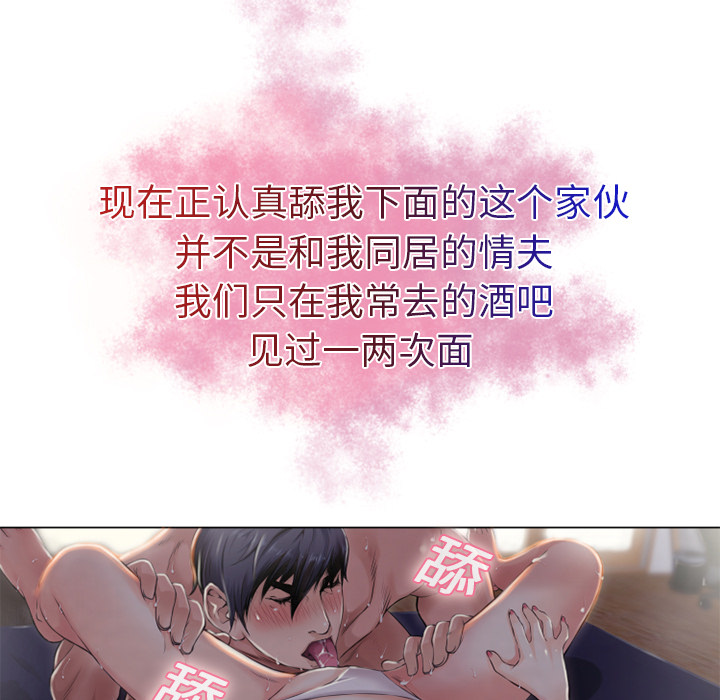 现在正认真舔我下面的这个家伙
并不是和我同居的情夫
我们只在我常去的酒吧
见过一两次面
舔
舔